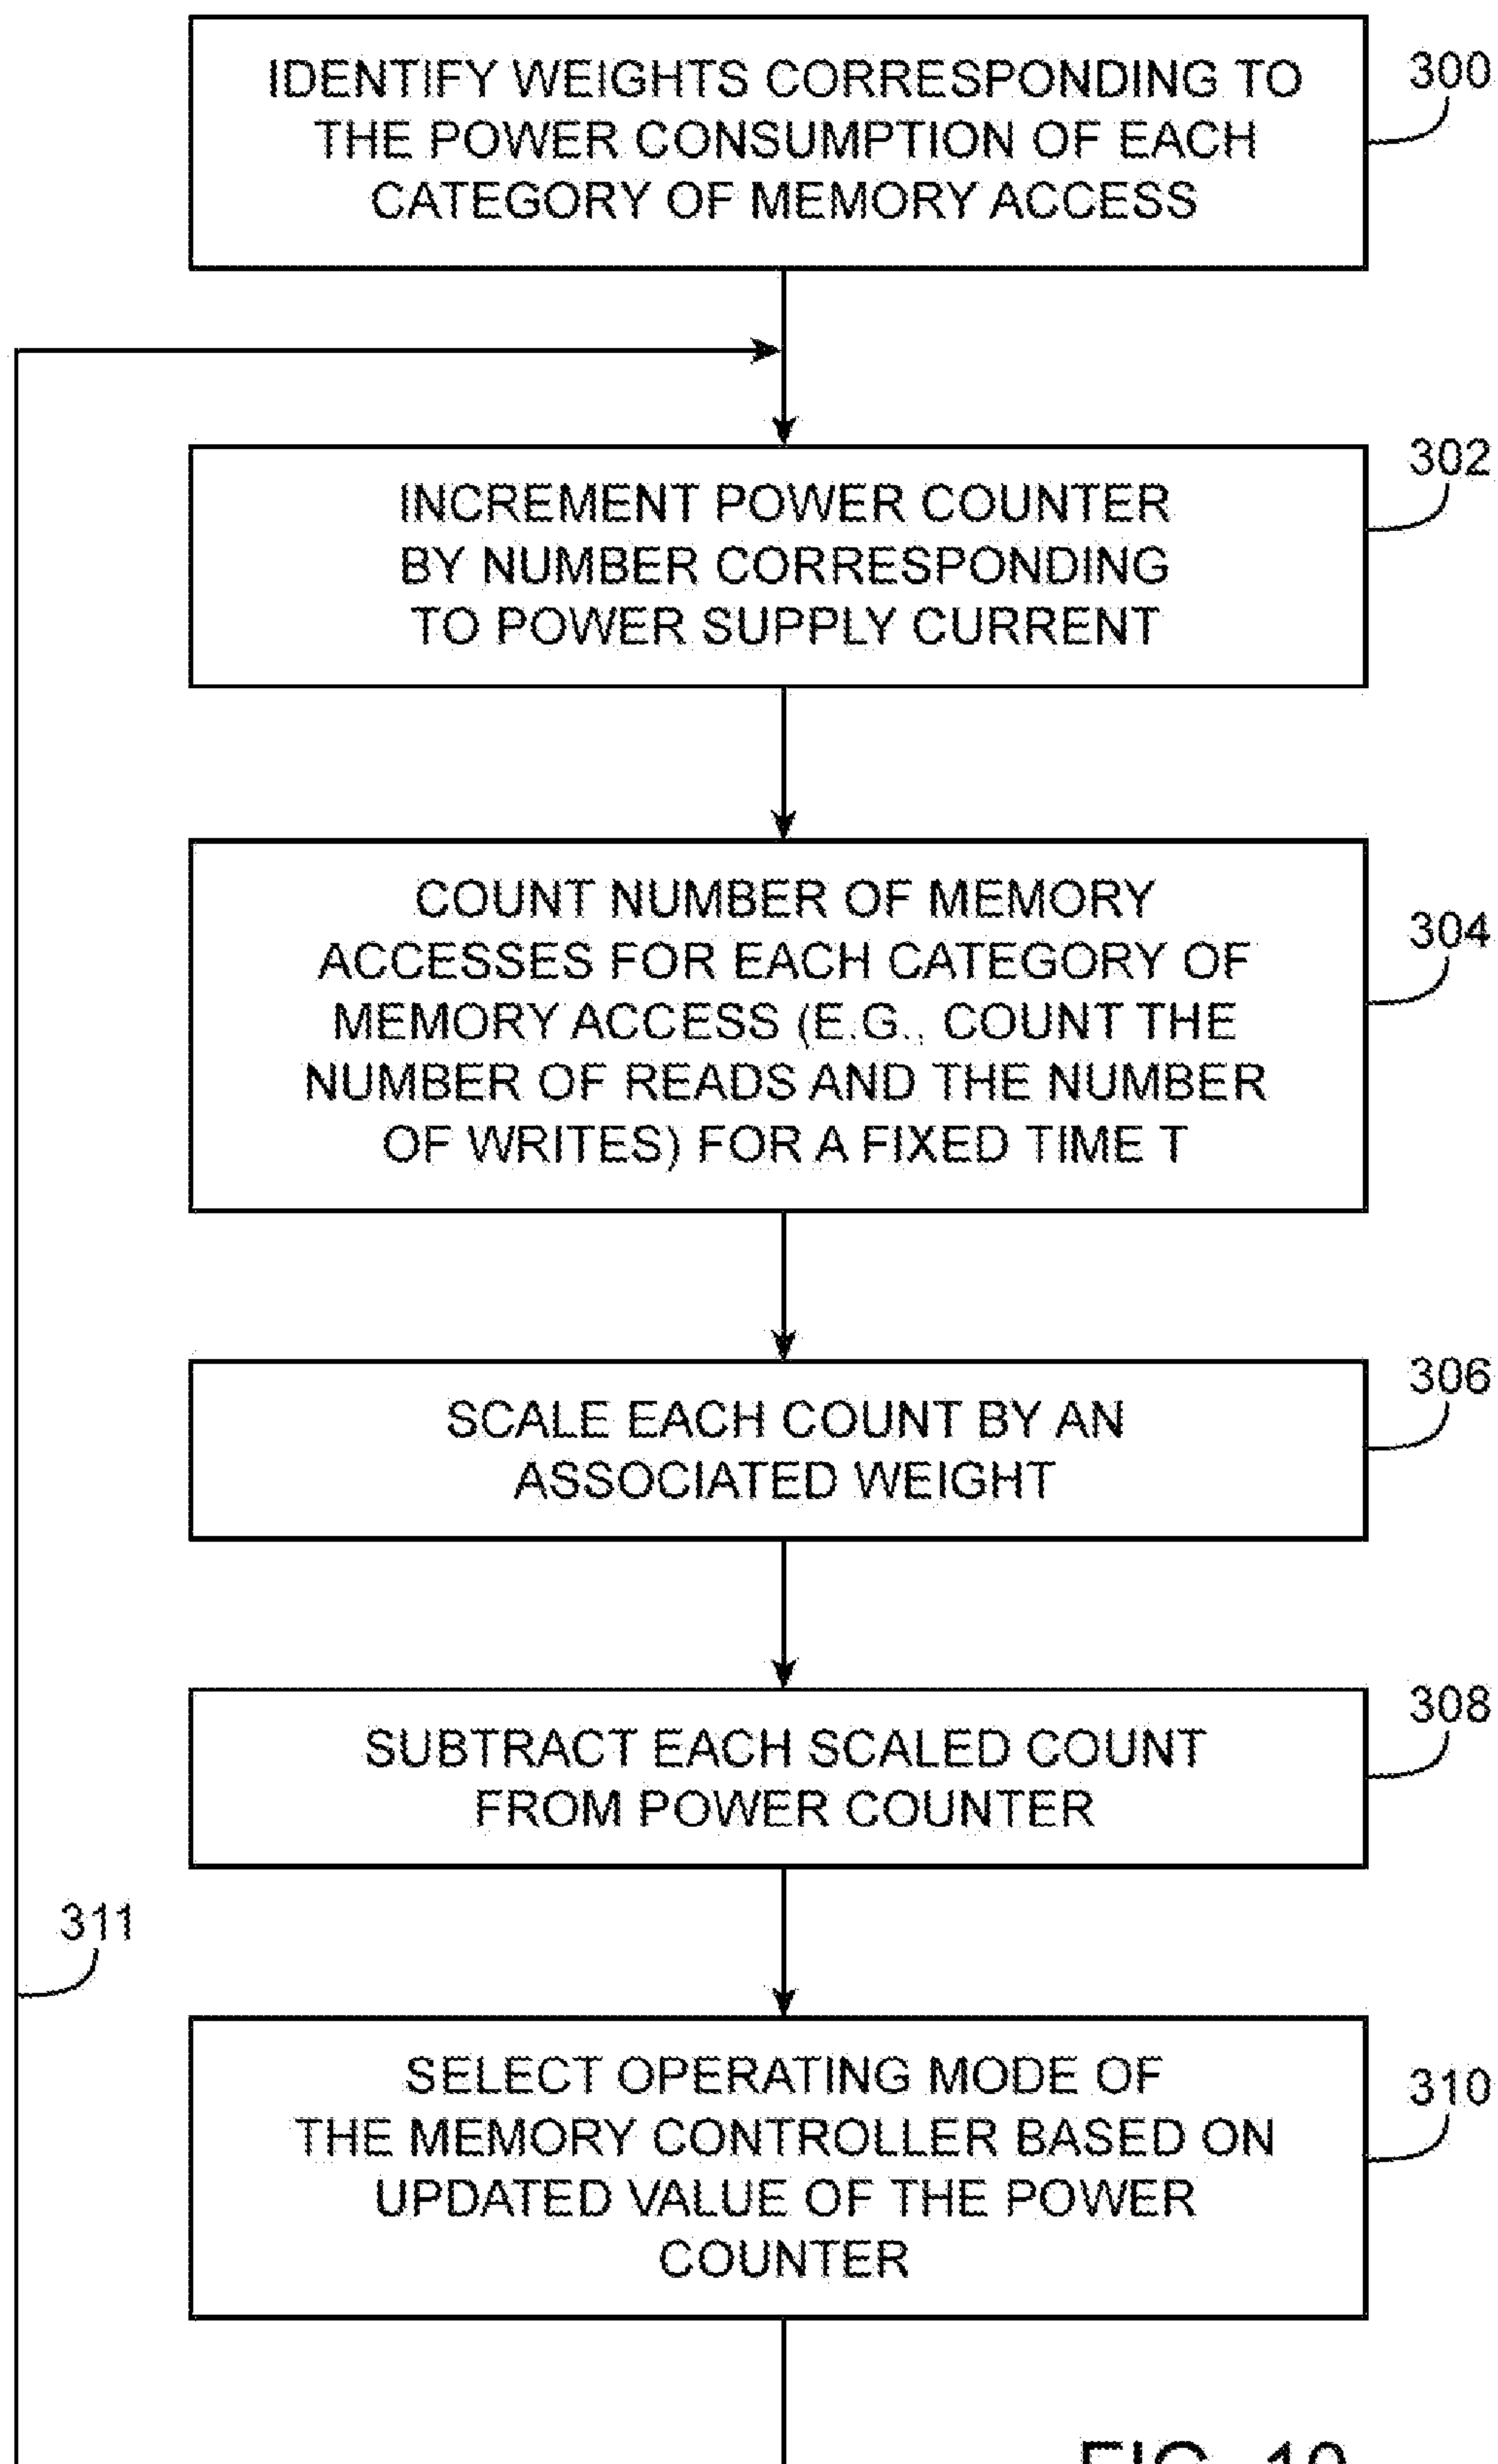 IDENTIFY WEIGHTS CORRESPONDING TO
THE POWER CONSUMPTION OF EACH
CATEGORY OF MEMORY ACCESS
300
INCREMENT POWER COUNTER
BY NUMBER CORRESPONDING
TO POWER SUPPLY CURRENT
302
COUNT NUMBER OF MEMORY
ACCESSES FOR EACH CATEGORY OF
MEMORY ACCESS (E.G., COUNT THE
NUMBER OF READS AND THE NUMBER
OF WRITES) FOR A FIXED TIME T
304
SCALE EACH COUNT BY AN
ASSOCIATED WEIGHT
306
SUBTRACT EACH SCALED COUNT
FROM POWER COUNTER
308
311
SELECT OPERATING MODE OF
THE MEMORY CONTROLLER BASED ON
UPDATED VALUE OF THE POWER
COUNTER
310
FIG.